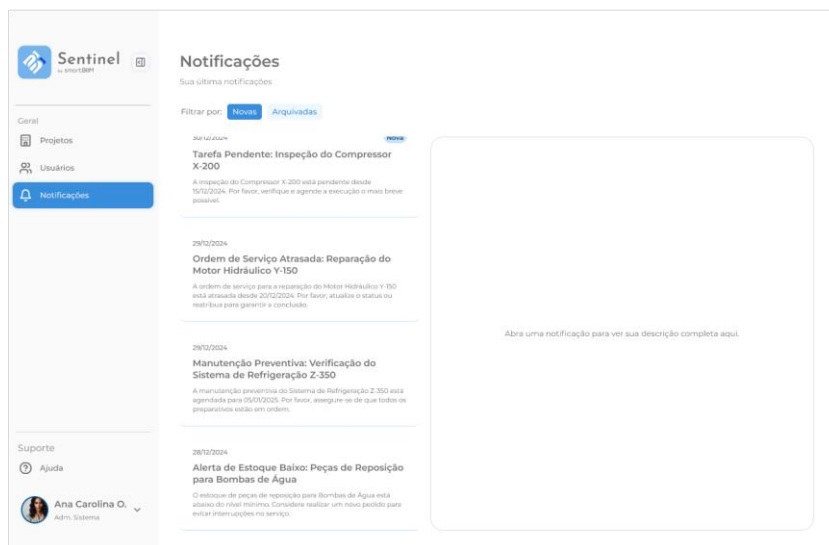 Sentinel
by smartBIM
Geral
Projetos
Usuários
Notificações
Suporte
Ajuda
Ana Carolina O.
Adm. Sistema
Notificações
Sua última notificações
Filtrar por: Novas Arquivadas
30/12/2024 Nova
Tarefa Pendente: Inspeção do Compressor
X-200
A inspeção do Compressor X-200 está pendente desde
15/12/2024. Por favor, verifique e agende a execução o mais breve
possível.
29/12/2024
Ordem de Serviço Atrasada: Reparação do
Motor Hidráulico Y-150
A ordem de serviço para a reparação do Motor Hidráulico Y-150
está atrasada desde 20/12/2024. Por favor, atualize o status ou
restribua para garantir a conclusão.
29/12/2024
Manutenção Preventiva: Verificação do
Sistema de Refrigeração Z-350
A manutenção preventiva do Sistema de Refrigeração Z-350 está
agendada para 05/01/2025. Por favor, assegure-se de que todos os
preparativos estão em ordem.
28/12/2024
Alerta de Estoque Baixo: Peças de Reposição
para Bombas de Água
O estoque de peças de reposição para Bombas de Água está
abaixo do nível mínimo. Considere realizar um novo pedido para
evitar interrupções no serviço.
Abra uma notificação para ver sua descrição completa aqui.